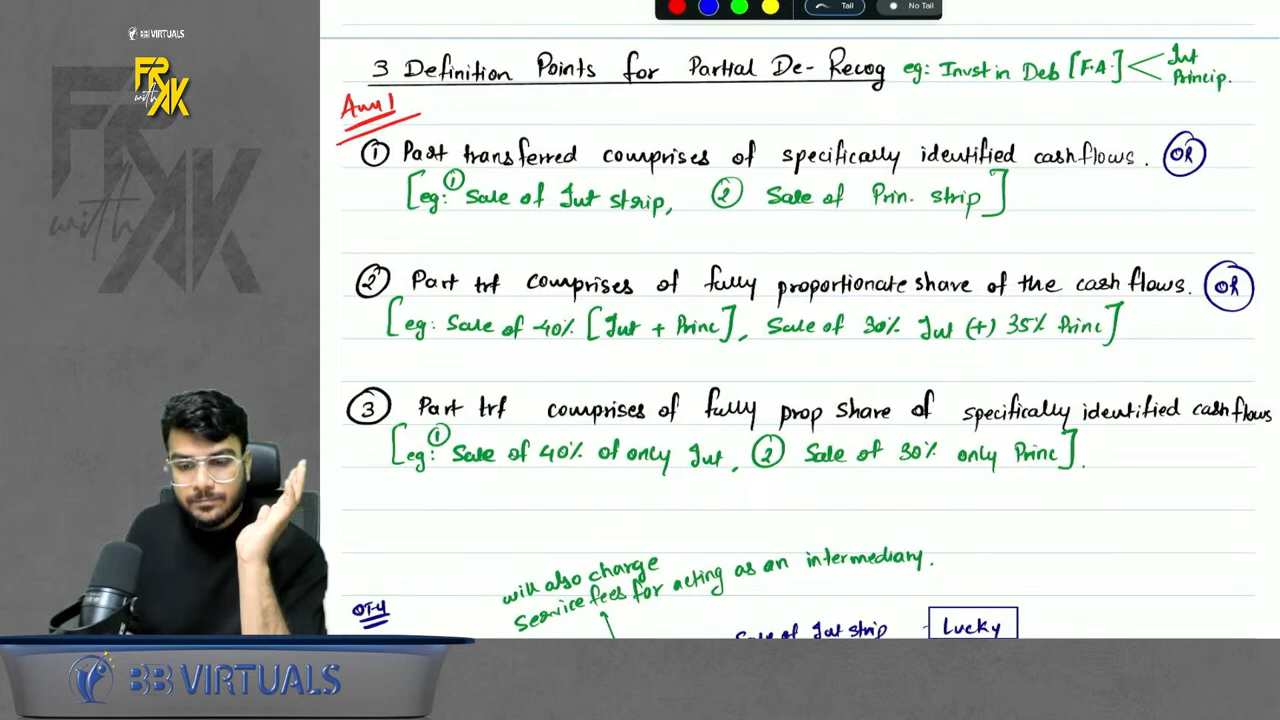 BB VIRTUALS
FR
with
AK
Tail
No Tail
3 Definition Points for Partial De-Recog eg: Invst in Deb [F.A.] < Int
Princip.
Ann 1
① Part transferred comprises of specifically identified cashflows. OR
[eg: ① Sale of Int strip, ② Sale of Prin. strip]
② Part trf comprises of fully proportionate share of the cash flows. OR
[eg: Sale of 40% [Int + Princ], Sale of 30% Int (+) 35% Princ]
③ Part trf comprises of fully prop share of specifically identified cashflows
[eg: ① Sale of 40% of only Int, ② Sale of 30% only Princ].
will also charge
service fees for acting as an intermediary.
QT-4
Sale of Int strip
Lucky
BB VIRTUALS